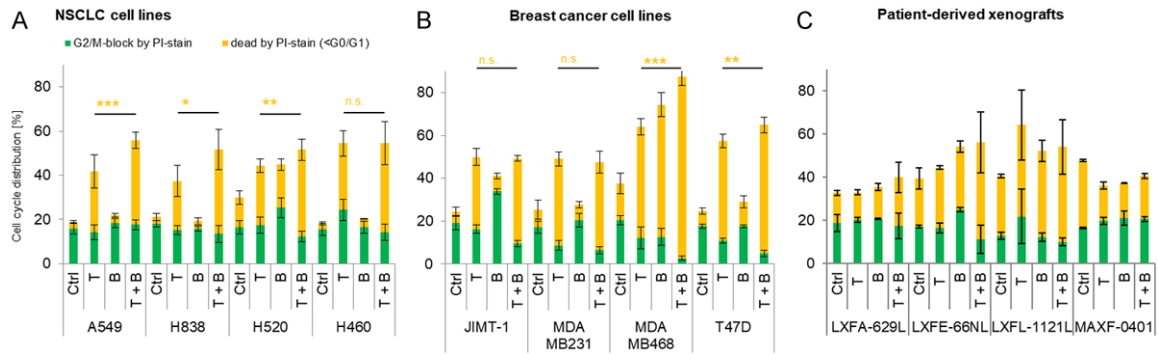 A NSCLC cell lines
G2/M-block by PI-stain dead by PI-stain (<G0/G1)
Cell cycle distribution [%]
80
60
40
20
0
*** * ** n.s.
Ctrl T B T + B Ctrl T B T + B Ctrl T B T + B Ctrl T B T + B
A549 H838 H520 H460
B Breast cancer cell lines
80
60
40
20
0
n.s. n.s. *** **
Ctrl T B T + B Ctrl T B T + B Ctrl T B T + B Ctrl T B T + B
JIMT-1 MDA MB231 MDA MB468 T47D
C Patient-derived xenografts
80
60
40
20
0
Ctrl T B T + B Ctrl T B T + B Ctrl T B T + B Ctrl T B T + B
LXFA-629L LXFE-66NL LXFL-1121L MAXF-0401